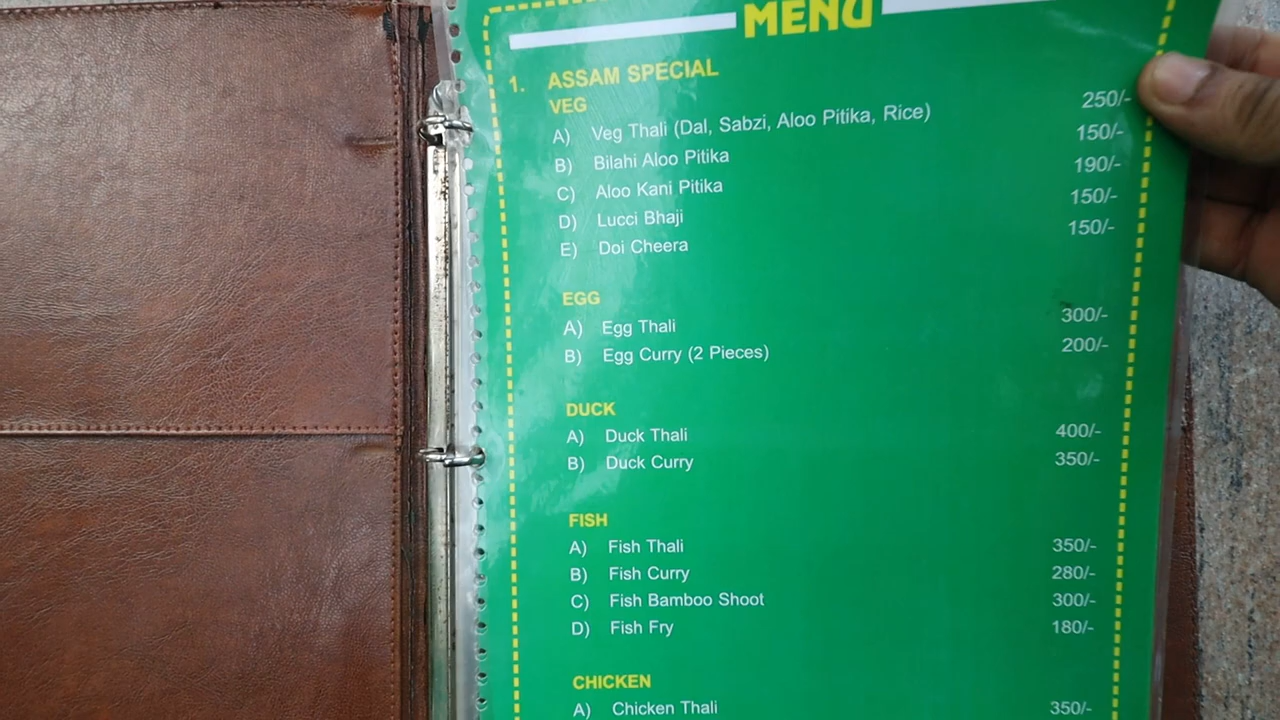 MENU
1. ASSAM SPECIAL
VEG
A) Veg Thali (Dal, Sabzi, Aloo Pitika, Rice) 250/-
B) Bilahi Aloo Pitika 150/-
C) Aloo Kani Pitika 190/-
D) Lucci Bhaji 150/-
E) Doi Cheera 150/-
EGG
A) Egg Thali 300/-
B) Egg Curry (2 Pieces) 200/-
DUCK
A) Duck Thali 400/-
B) Duck Curry 350/-
FISH
A) Fish Thali 350/-
B) Fish Curry 280/-
C) Fish Bamboo Shoot 300/-
D) Fish Fry 180/-
CHICKEN
A) Chicken Thali 350/-